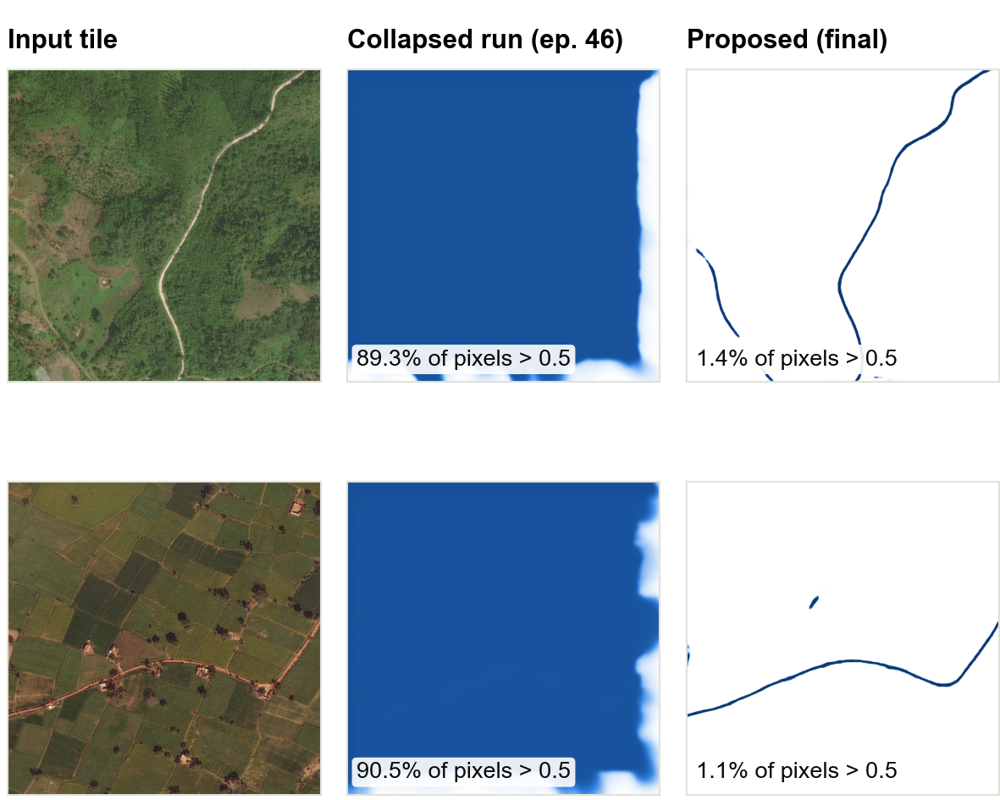 Input tile
Collapsed run (ep. 46)
Proposed (final)
89.3% of pixels > 0.5
1.4% of pixels > 0.5
90.5% of pixels > 0.5
1.1% of pixels > 0.5